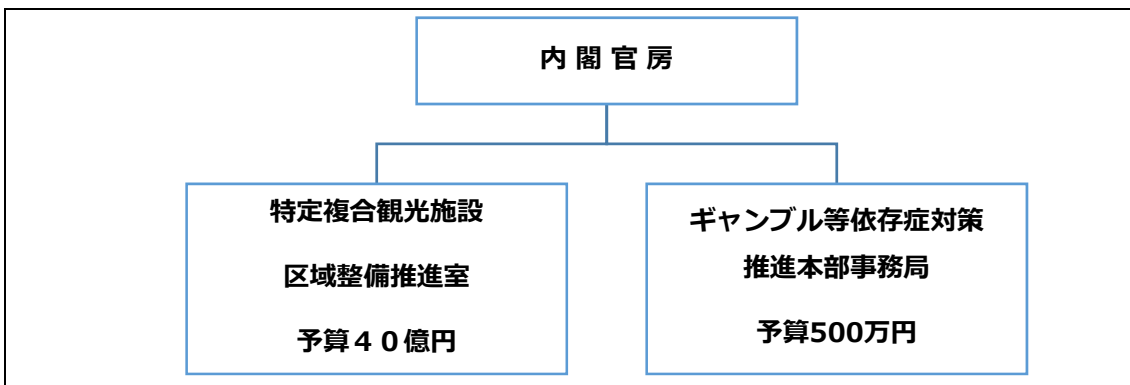 内 閣 官 房
特定複合観光施設
区域整備推進室
予算４０億円
ギャンブル等依存症対策
推進本部事務局
予算500万円